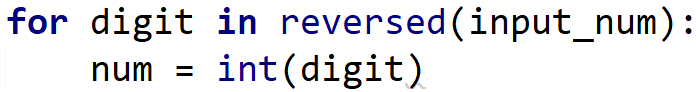 for digit in reversed(input_num):
    num = int(digit)